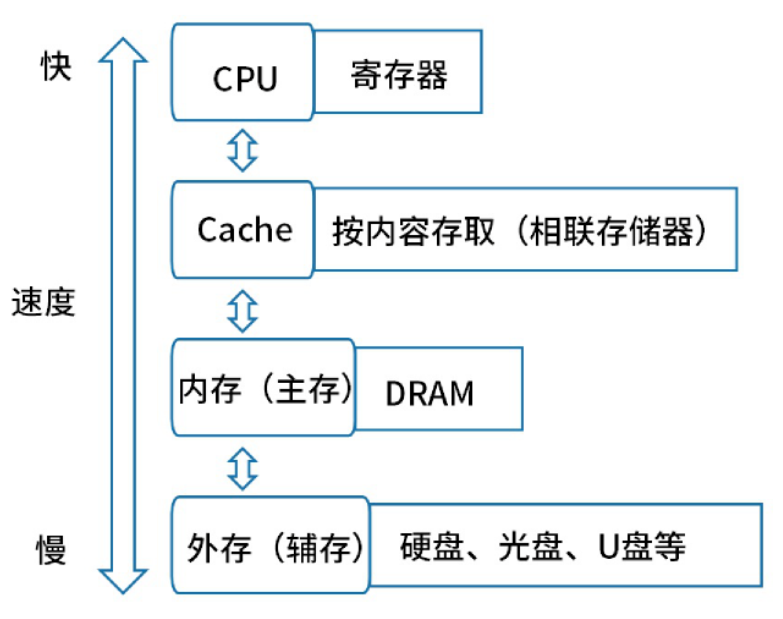 快
CPU
寄存器
Cache
按内容存取（相联存储器）
速度
内存（主存）
DRAM
慢
外存（辅存）
硬盘、光盘、U盘等